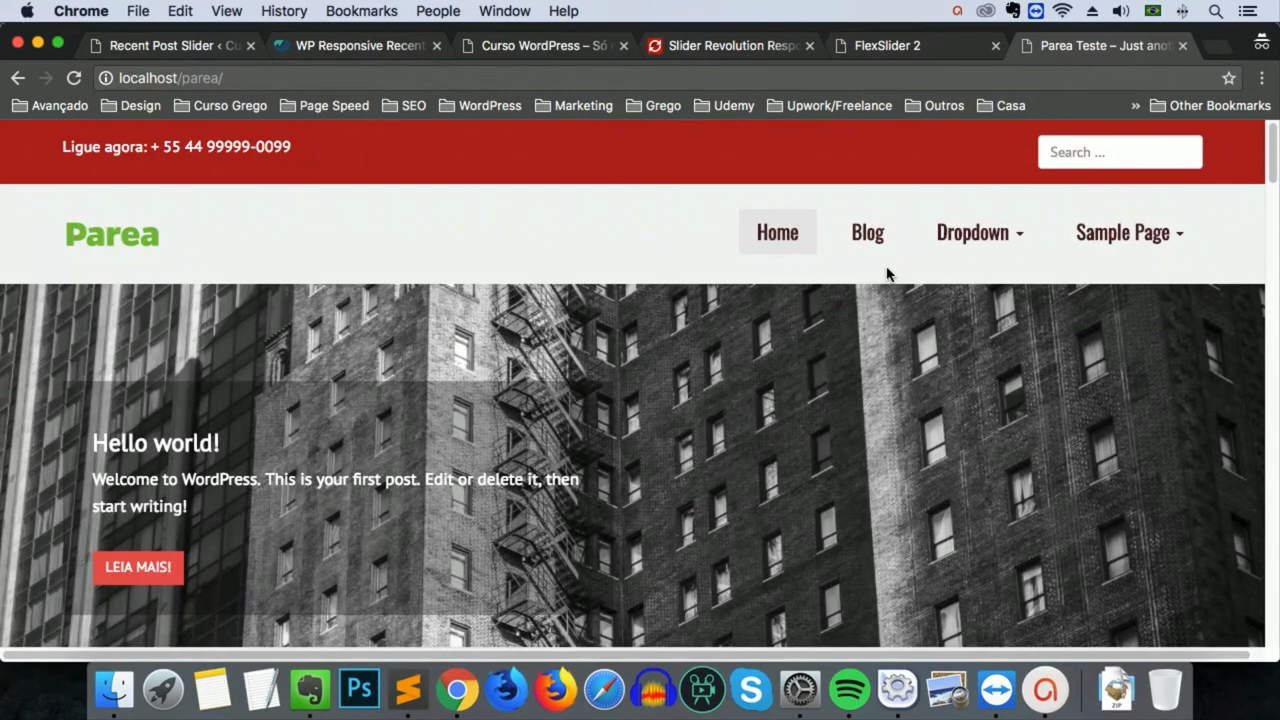 Chrome File Edit View History Bookmarks People Window Help
Recent Post Slider ‹ Cu
WP Responsive Recent
Curso WordPress – Só
Slider Revolution Respo
FlexSlider 2
Parea Teste – Just anot
localhost/parea/
Avançado Design Curso Grego Page Speed SEO WordPress Marketing Grego Udemy Upwork/Freelance Outros Casa » Other Bookmarks
Ligue agora: + 55 44 99999-0099
Search ...
Parea
Home Blog Dropdown Sample Page
Hello world!
Welcome to WordPress. This is your first post. Edit or delete it, then
start writing!
LEIA MAIS!
Ps
ZIP